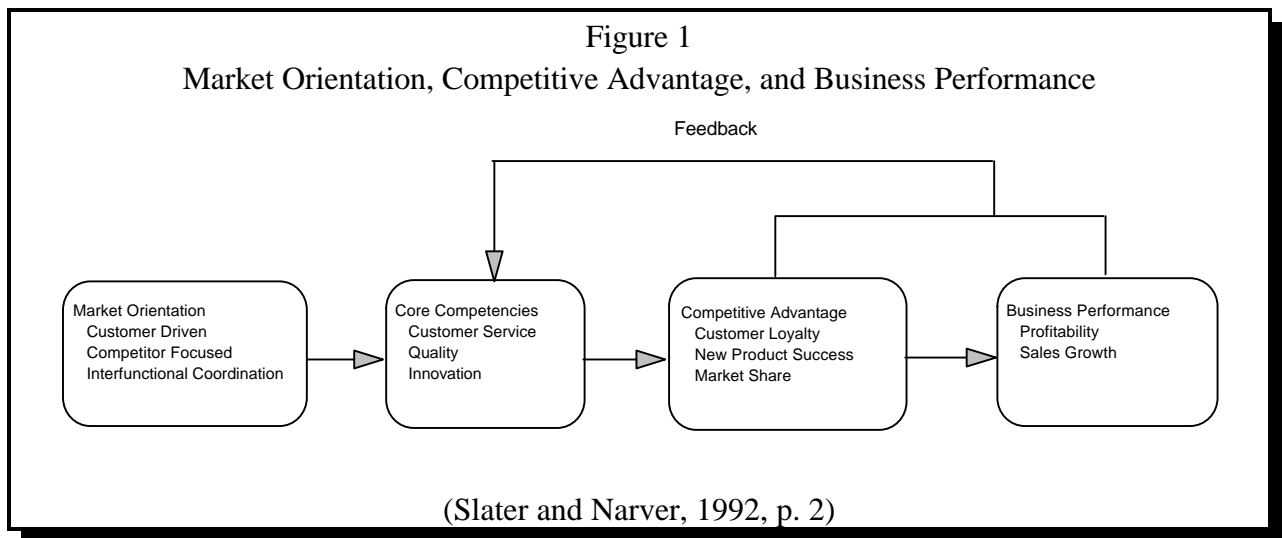 Figure 1
Market Orientation, Competitive Advantage, and Business Performance
Feedback
Market Orientation
Customer Driven
Competitor Focused
Interfunctional Coordination
Core Competencies
Customer Service
Quality
Innovation
Competitive Advantage
Customer Loyalty
New Product Success
Market Share
Business Performance
Profitability
Sales Growth
(Slater and Narver, 1992, p. 2)